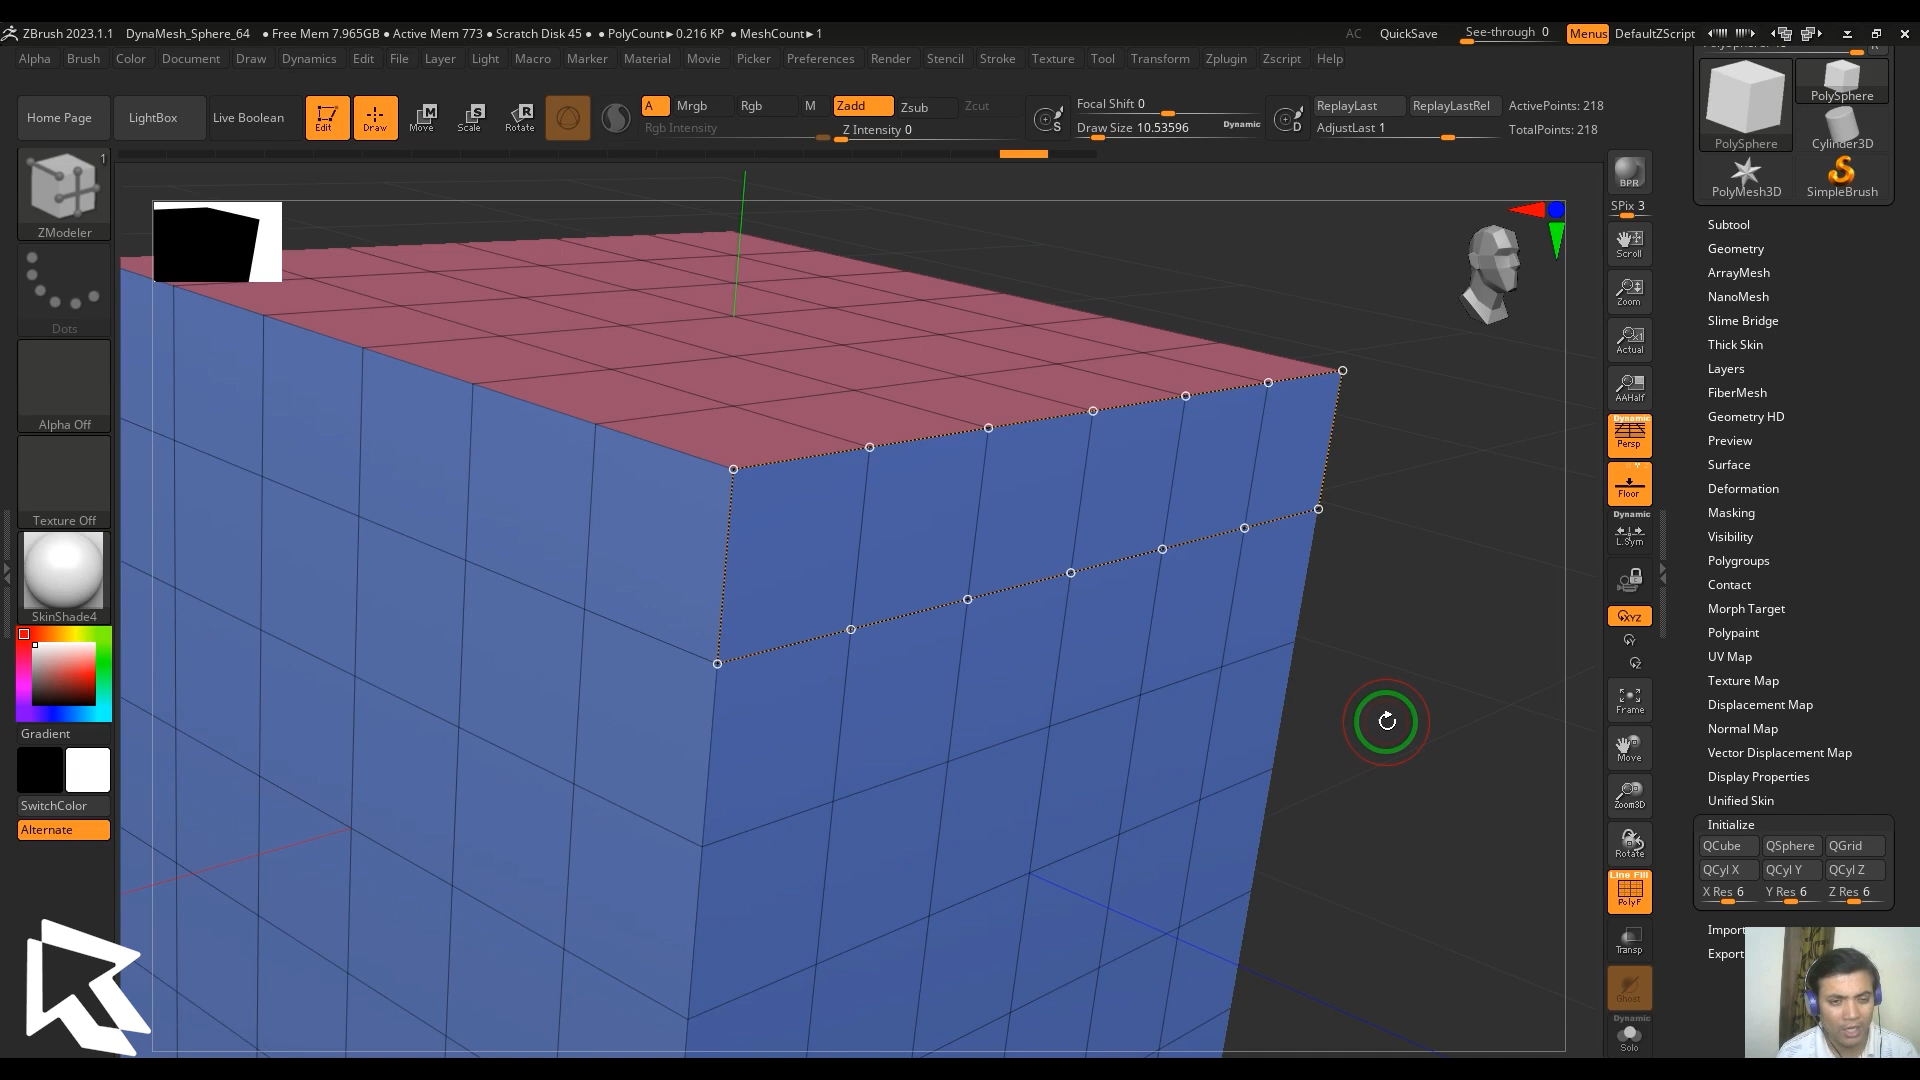 ZBrush 2023.1.1 DynaMesh_Sphere_64 ● Free Mem 7.965GB ● Active Mem 773 ● Scratch Disk 45 ● ● PolyCount► 0.216 KP ● MeshCount► 1 AC QuickSave See-through 0 Menus DefaultZScript
Alpha Brush Color Document Draw Dynamics Edit File Layer Light Macro Marker Material Movie Picker Preferences Render Stencil Stroke Texture Tool Transform Zplugin Zscript Help
Home Page LightBox Live Boolean Edit Draw Move Scale Rotate A Mrgb Rgb M Zadd Zsub Zcut
Rgb Intensity Z Intensity 0
S Focal Shift 0
Draw Size 10.53596 Dynamic
D ReplayLast ReplayLastRel ActivePoints: 218
AdjustLast 1 TotalPoints: 218
1
ZModeler
Dots
Alpha Off
Texture Off
SkinShade4
Gradient
SwitchColor
Alternate
BPR
SPix 3
Scroll
Zoom
Actual
AAHalf
Dynamic
Persp
Floor
Dynamic
L.Sym
XYZ
Y
Z
Frame
Move
Zoom3D
Rotate
Line Fill
PolyF
Transp
Ghost
Dynamic
Solo
PolySphere
PolySphere
Cylinder3D
PolyMesh3D
SimpleBrush
Subtool
Geometry
ArrayMesh
NanoMesh
Slime Bridge
Thick Skin
Layers
FiberMesh
Geometry HD
Preview
Surface
Deformation
Masking
Visibility
Polygroups
Contact
Morph Target
Polypaint
UV Map
Texture Map
Displacement Map
Normal Map
Vector Displacement Map
Display Properties
Unified Skin
Initialize
QCube QSphere QGrid
QCyl X QCyl Y QCyl Z
X Res 6 Y Res 6 Z Res 6
Import
Export